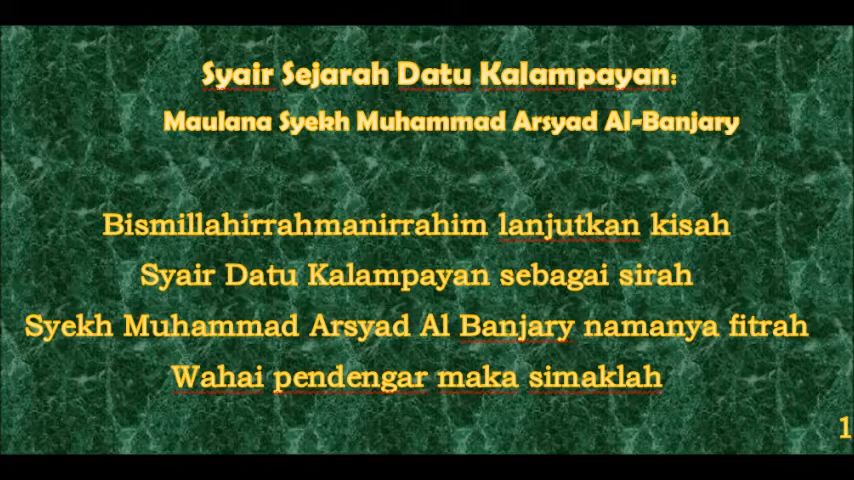 Syair Sejarah Datu Kalampayan:
Maulana Syekh Muhammad Arsyad Al-Banjary
Bismillahirrahmanirrahim lanjutkan kisah
Syair Datu Kalampayan sebagai sirah
Syekh Muhammad Arsyad Al Banjary namanya fitrah
Wahai pendengar maka simaklah
1